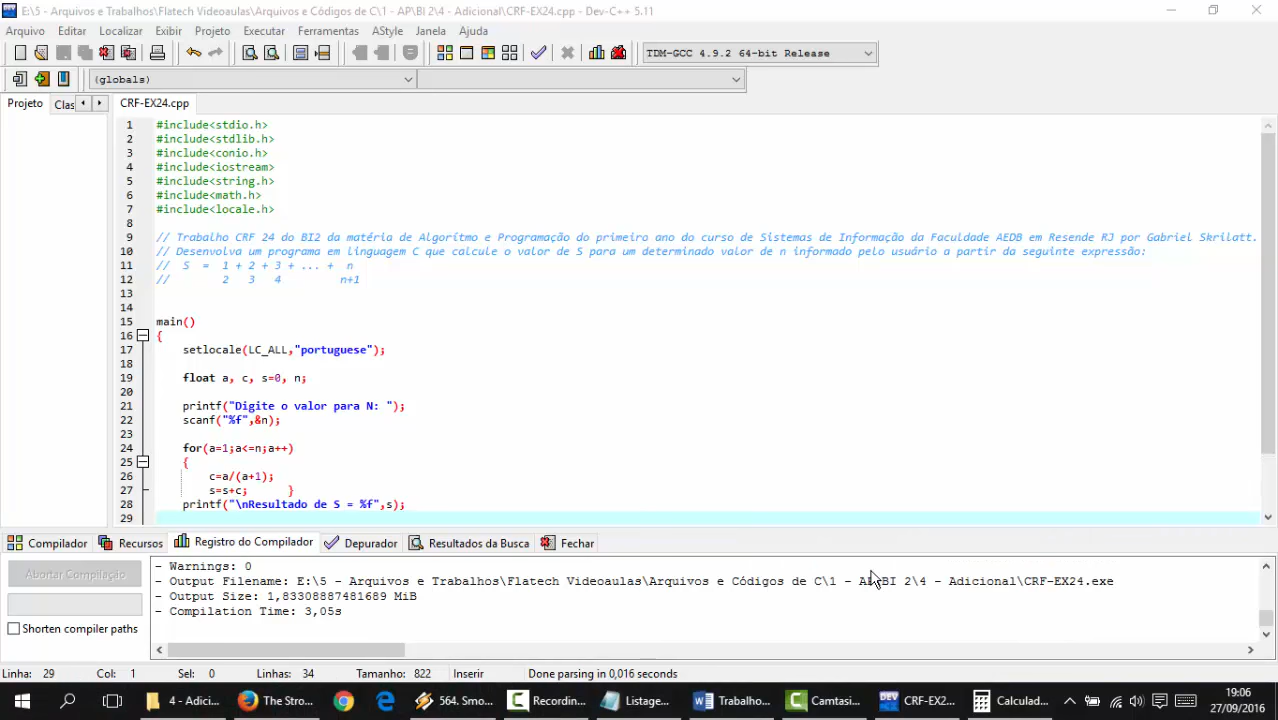 E:\5 - Arquivos e Trabalhos\Flatech Videoaulas\Arquivos e Códigos de C\1 - AP\BI 2\4 - Adicional\CRF-EX24.cpp - Dev-C++ 5.11
Arquivo Editar Localizar Exibir Projeto Executar Ferramentas AStyle Janela Ajuda
TDM-GCC 4.9.2 64-bit Release
(globals)
Projeto Clas CRF-EX24.cpp
1 #include<stdio.h>
2 #include<stdlib.h>
3 #include<conio.h>
4 #include<iostream>
5 #include<string.h>
6 #include<math.h>
7 #include<locale.h>
8
9 // Trabalho CRF 24 do BI2 da matéria de Algorítmo e Programação do primeiro ano do curso de Sistemas de Informação da Faculdade AEDB em Resende RJ por Gabriel Skrilatt.
10 // Desenvolva um programa em linguagem C que calcule o valor de S para um determinado valor de n informado pelo usuário a partir da seguinte expressão:
11 // S = 1 + 2 + 3 + ... + n
12 // 2 3 4 n+1
13
14
15 main()
16 {
17 setlocale(LC_ALL,"portuguese");
18
19 float a, c, s=0, n;
20
21 printf("Digite o valor para N: ");
22 scanf("%f",&n);
23
24 for(a=1;a<=n;a++)
25 {
26 c=a/(a+1);
27 s=s+c; }
28 printf("\nResultado de S = %f",s);
29
Compilador Recursos Registro do Compilador Depurador Resultados da Busca Fechar
Abortar Compilação
- Warnings: 0
- Output Filename: E:\5 - Arquivos e Trabalhos\Flatech Videoaulas\Arquivos e Códigos de C\1 - AP\BI 2\4 - Adicional\CRF-EX24.exe
- Output Size: 1,83308887481689 MiB
- Compilation Time: 3,05s
Shorten compiler paths
Linha: 29 Col: 1 Sel: 0 Linhas: 34 Tamanho: 822 Inserir Done parsing in 0,016 seconds
4 - Adici... The Stro... 564. Smo... Recordin... Listage... Trabalho... Camtasi... CRF-EX2... Calculad...
19:06
27/09/2016